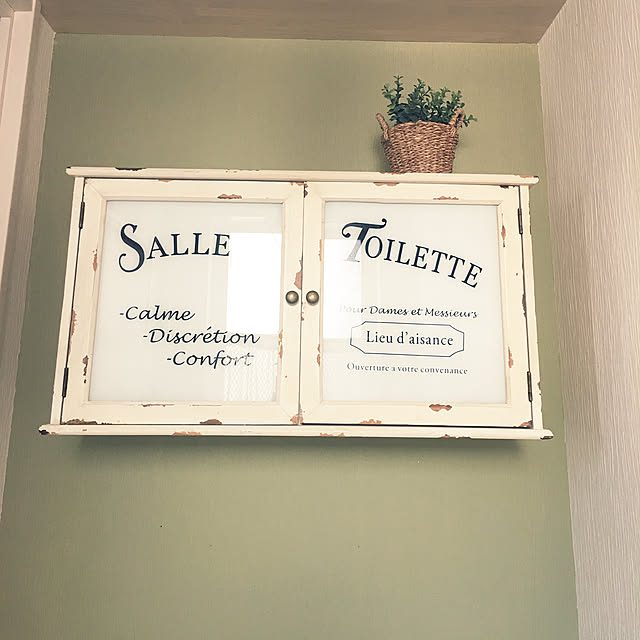 SALLE
-Calme
-Discrétion
-Confort
TOILETTE
Pour Dames et Messieurs
Lieu d'aisance
Ouverture a votre convenance